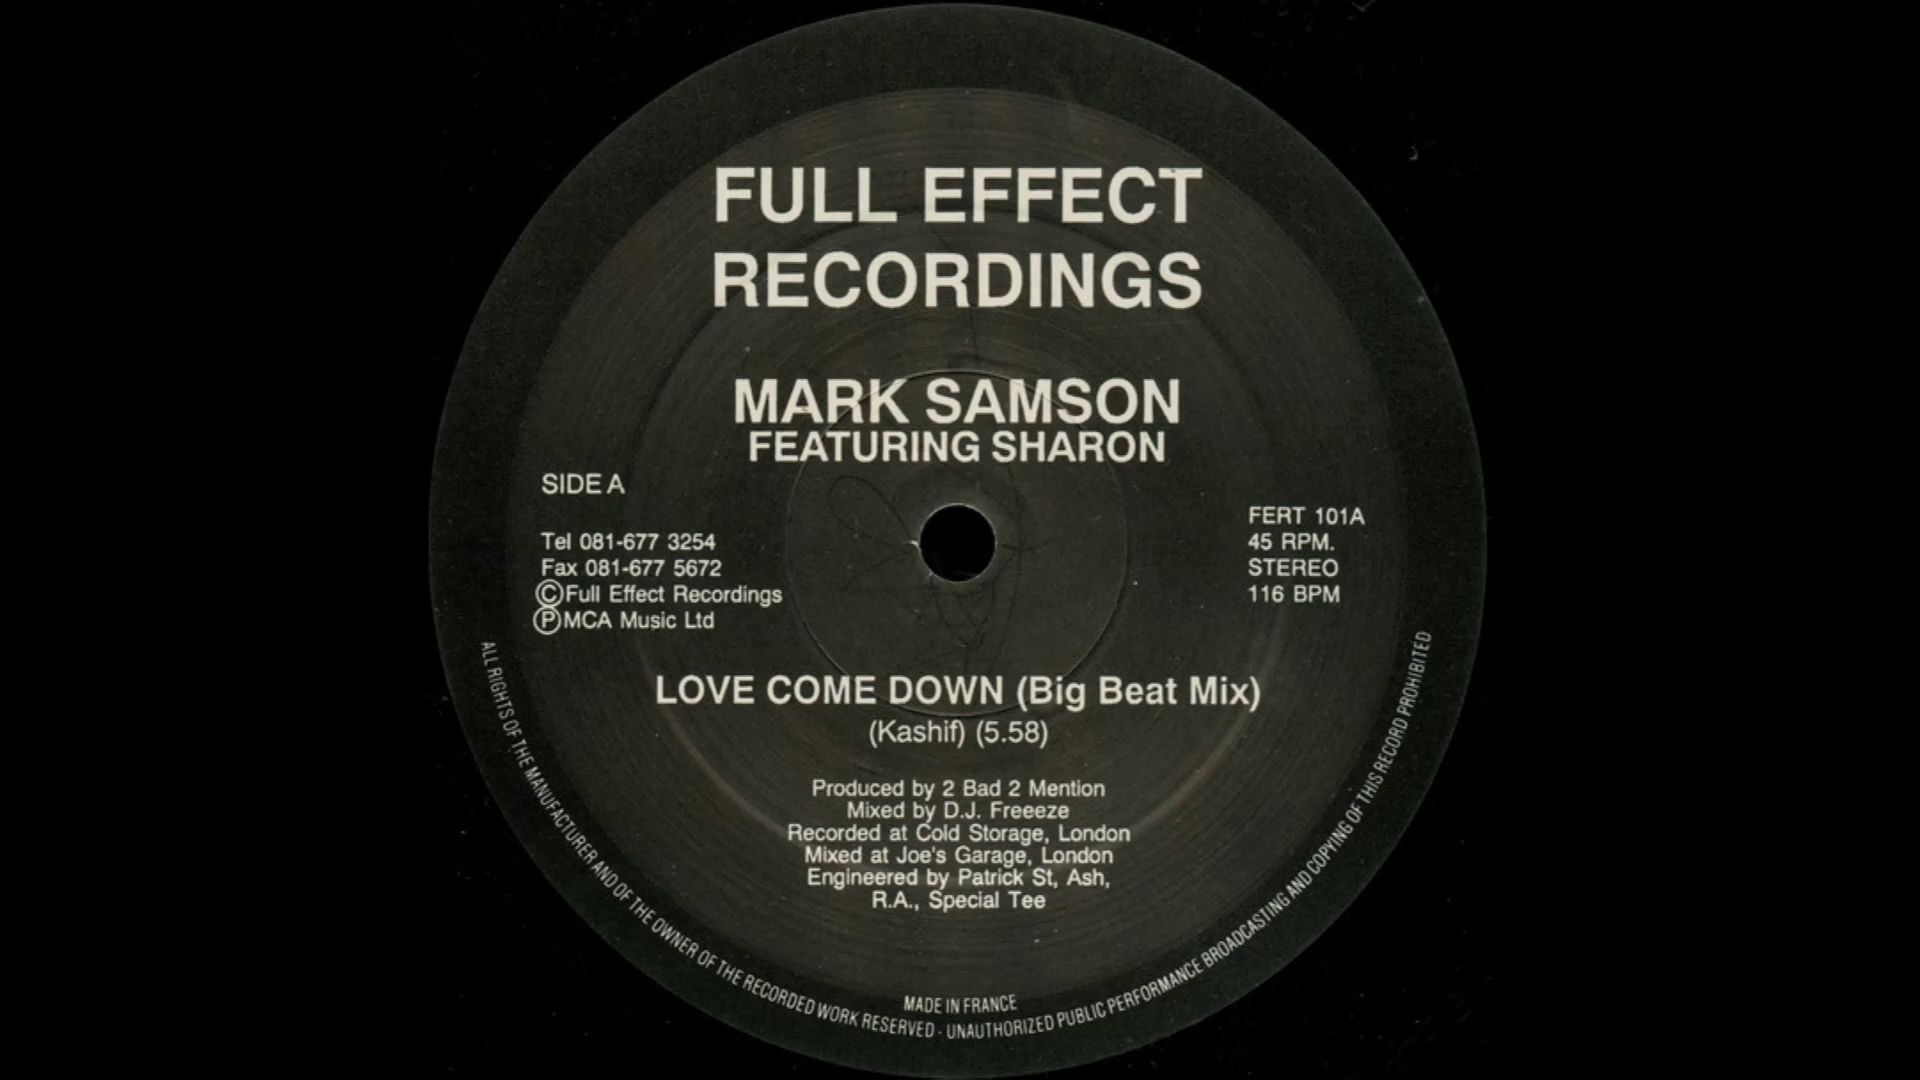 FULL EFFECT
RECORDINGS
MARK SAMSON
FEATURING SHARON
SIDE A
Tel 081-677 3254
Fax 081-677 5672
©Full Effect Recordings
ⓅMCA Music Ltd
FERT 101A
45 RPM.
STEREO
116 BPM
LOVE COME DOWN (Big Beat Mix)
(Kashif) (5.58)
Produced by 2 Bad 2 Mention
Mixed by D.J. Freeeze
Recorded at Cold Storage, London
Mixed at Joe's Garage, London
Engineered by Patrick St, Ash,
R.A., Special Tee
MADE IN FRANCE
ALL RIGHTS OF THE MANUFACTURER AND OF THE OWNER OF THE RECORDED WORK RESERVED - UNAUTHORIZED PUBLIC PERFORMANCE BROADCASTING AND COPYING OF THIS RECORD PROHIBITED